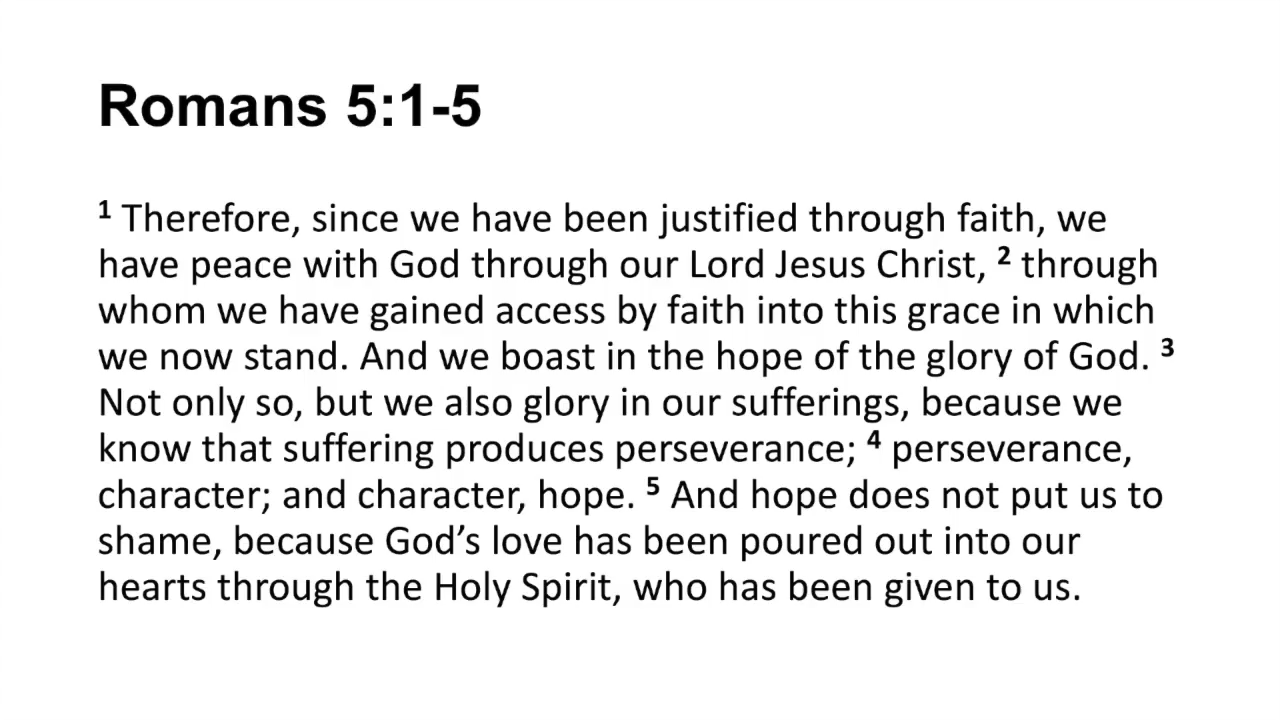 Romans 5:1-5
1 Therefore, since we have been justified through faith, we
have peace with God through our Lord Jesus Christ, 2 through
whom we have gained access by faith into this grace in which
we now stand. And we boast in the hope of the glory of God. 3
Not only so, but we also glory in our sufferings, because we
know that suffering produces perseverance; 4 perseverance,
character; and character, hope. 5 And hope does not put us to
shame, because God’s love has been poured out into our
hearts through the Holy Spirit, who has been given to us.